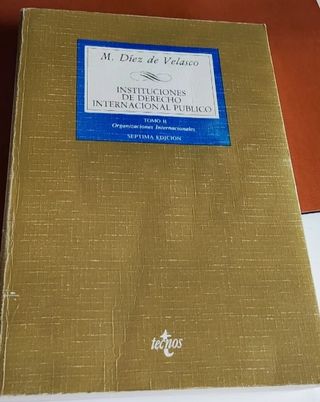 M. Díez de Velasco
INSTITUCIONES
DE DERECHO
INTERNACIONAL PUBLICO
TOMO II
Organizaciones Internacionales
SEPTIMA EDICION
tecnos